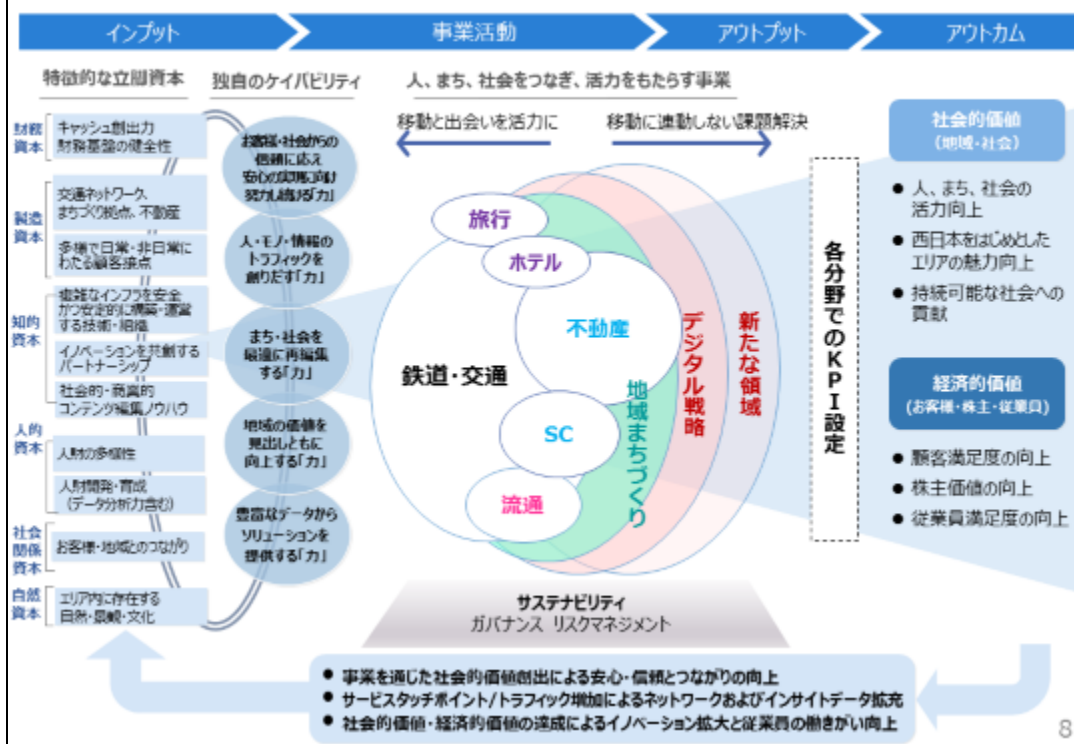 インプット
事業活動
アウトプット
アウトカム
特徴的な立脚資本
独自のケイパビリティ
人、まち、社会をつなぎ、活力をもたらす事業
移動と出会いを活力に
移動に連動しない課題解決
財務
資本
キャッシュ創出力
財務基盤の健全性
製造
資本
交通ネットワーク、
まちづくり拠点、不動産
多様で日常・非日常に
わたる顧客接点
知的
資本
複雑なインフラを安全
かつ安定的に構築・運営
する技術・組織
イノベーションを共創する
パートナーシップ
社会的・商業的
コンテンツ編集ノウハウ
人的
資本
人財の多様性
人財開発・育成
(データ分析力含む)
社会
関係
資本
お客様・地域とのつながり
自然
資本
エリア内に存在する
自然・景観・文化
お客様・社会からの
信頼に応え
安心の実現に向け
努力し続ける「力」
人・モノ・情報の
トラフィックを
創りだす「力」
まち・社会を
最適に再編集
する「力」
地域の価値を
見出しともに
向上する「力」
豊富なデータから
ソリューションを
提供する「力」
旅行
ホテル
不動産
鉄道・交通
SC
流通
地域まちづくり
デジタル戦略
新たな領域
各分野でのKPI設定
サステナビリティ
ガバナンス リスクマネジメント
社会的価値
(地域・社会)
● 人、まち、社会の
活力向上
● 西日本をはじめとした
エリアの魅力向上
● 持続可能な社会への
貢献
経済的価値
(お客様・株主・従業員)
● 顧客満足度の向上
● 株主価値の向上
● 従業員満足度の向上
● 事業を通じた社会的価値創出による安心・信頼とつながりの向上
● サービスタッチポイント/トラフィック増加によるネットワークおよびインサイトデータ拡充
● 社会的価値・経済的価値の達成によるイノベーション拡大と従業員の働きがい向上
8